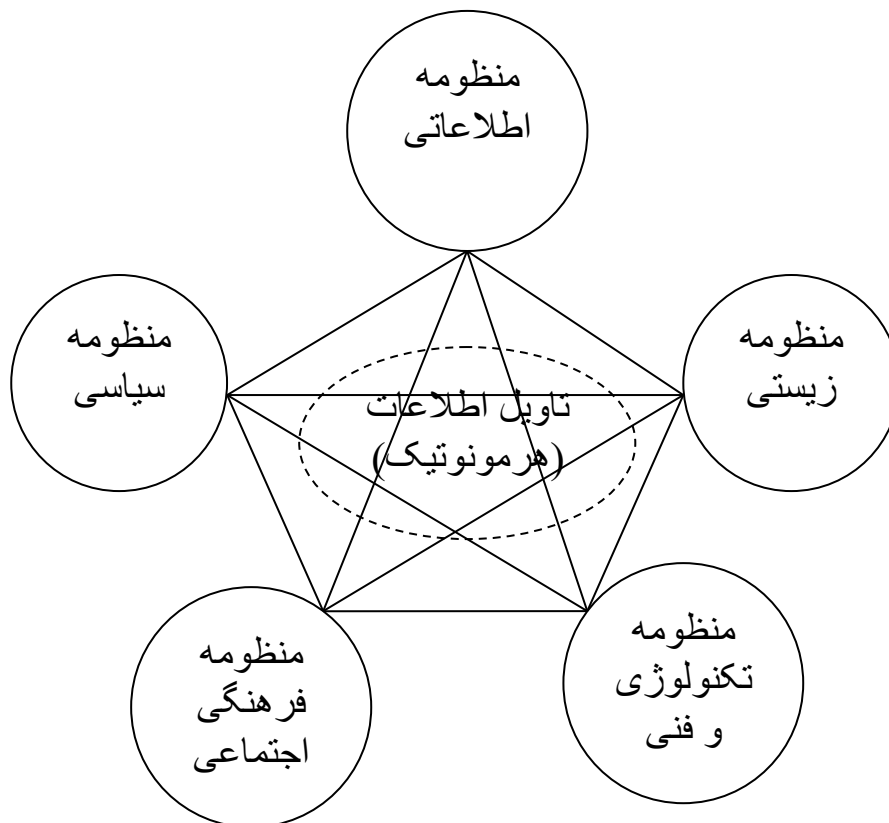 منظومه
اطلاعاتی
منظومه
زیستی
منظومه
سیاسی
تاویل اطلاعات
(هرمونوتیک)
منظومه
تکنولوژی
و فنی
منظومه
فرهنگی
اجتماعی